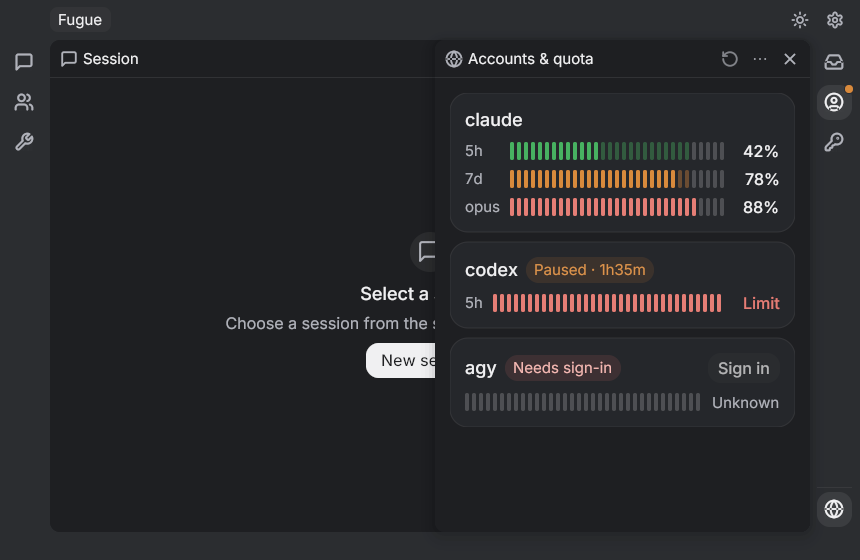 Fugue
Session
Accounts & quota
claude
5h 42%
7d 78%
opus 88%
codex Paused · 1h35m
5h Limit
agy Needs sign-in Sign in
Unknown
Select a
Choose a session from the
New